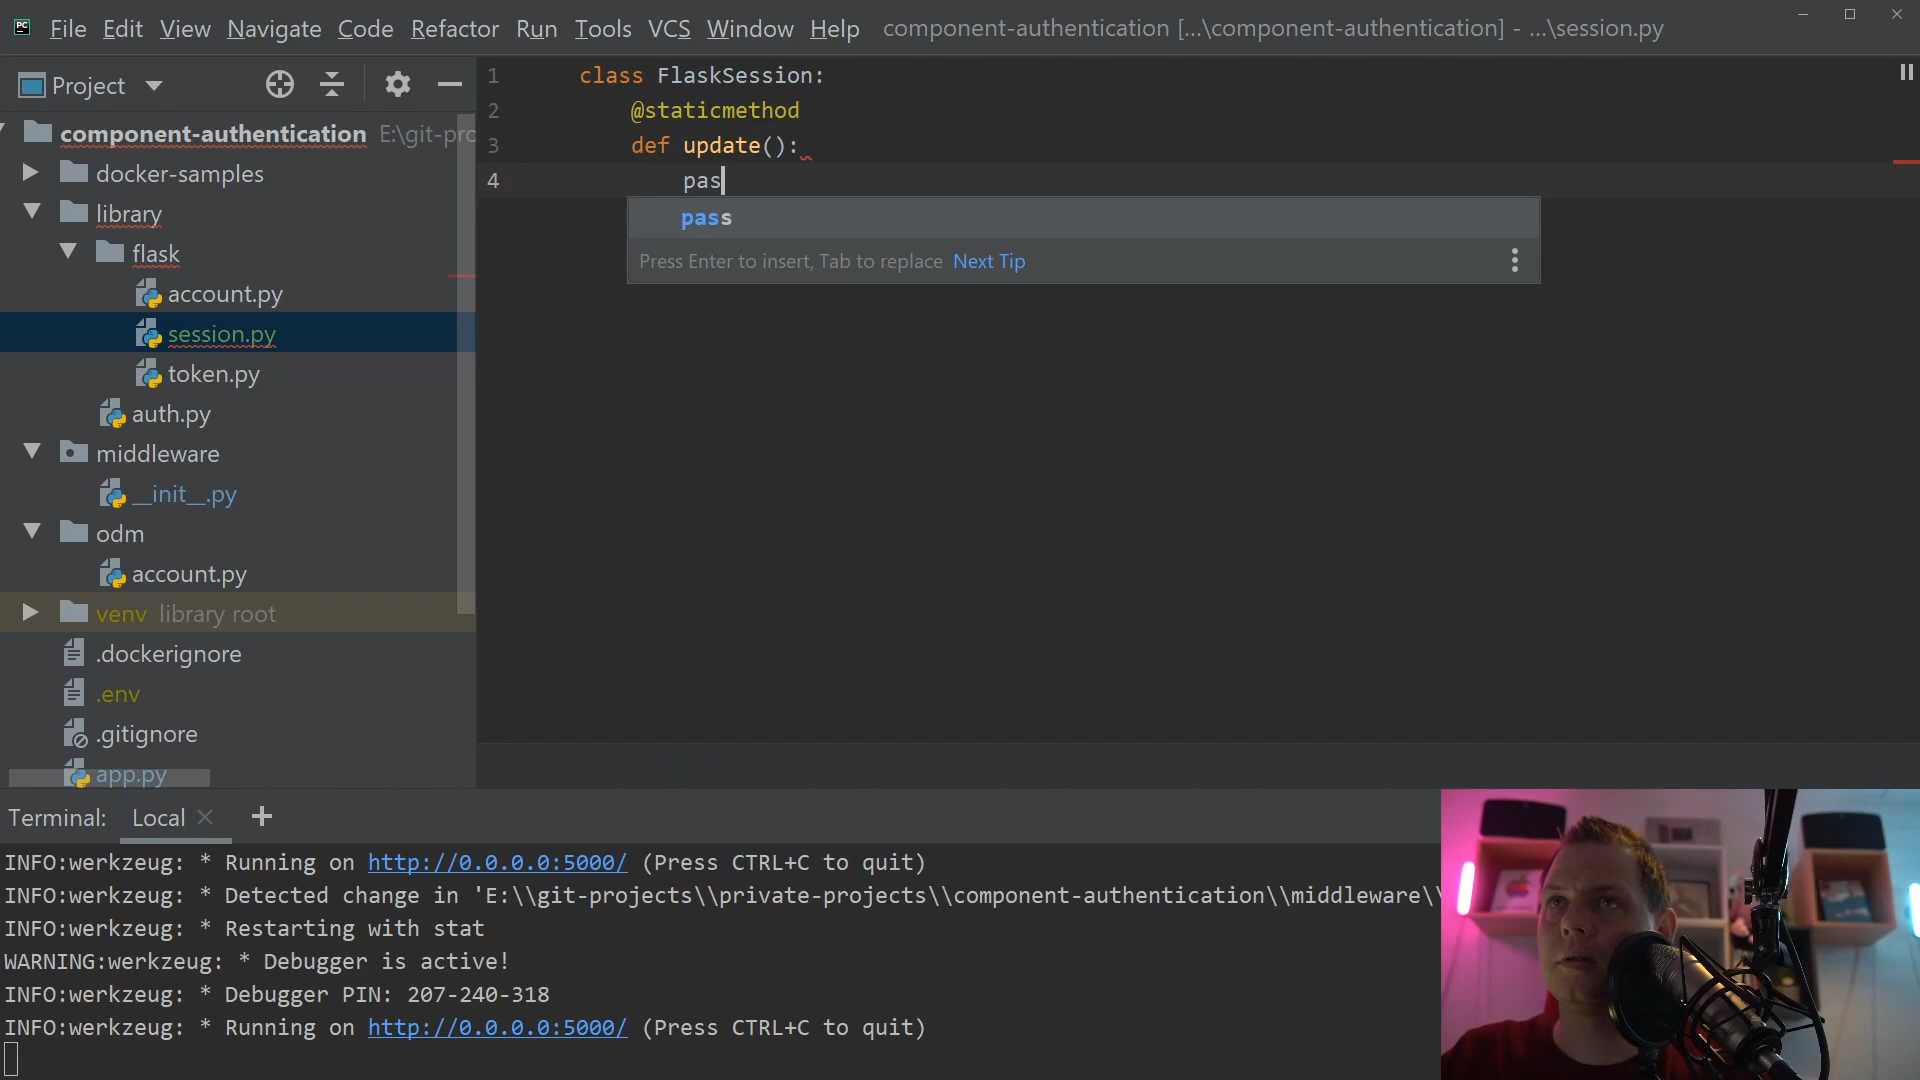 PC File Edit View Navigate Code Refactor Run Tools VCS Window Help component-authentication [...\component-authentication] - ...\session.py
Project
component-authentication E:\git-pro
docker-samples
library
flask
account.py
session.py
token.py
auth.py
middleware
__init__.py
odm
account.py
venv library root
.dockerignore
.env
.gitignore
app.py
1 class FlaskSession:
2 @staticmethod
3 def update():
4 pas
pass
Press Enter to insert, Tab to replace Next Tip
Terminal: Local
INFO:werkzeug: * Running on http://0.0.0.0:5000/ (Press CTRL+C to quit)
INFO:werkzeug: * Detected change in 'E:\\git-projects\\private-projects\\component-authentication\\middleware\\
INFO:werkzeug: * Restarting with stat
WARNING:werkzeug: * Debugger is active!
INFO:werkzeug: * Debugger PIN: 207-240-318
INFO:werkzeug: * Running on http://0.0.0.0:5000/ (Press CTRL+C to quit)